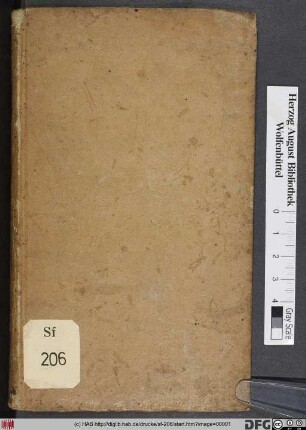 Herzog August Bibliothek
Wolfenbüttel
0
1
2
3
4
Gray Scale
Sf
206
(c) HAB http://diglib.hab.de/drucke/sf-206/start.htm?image=00001
DFG